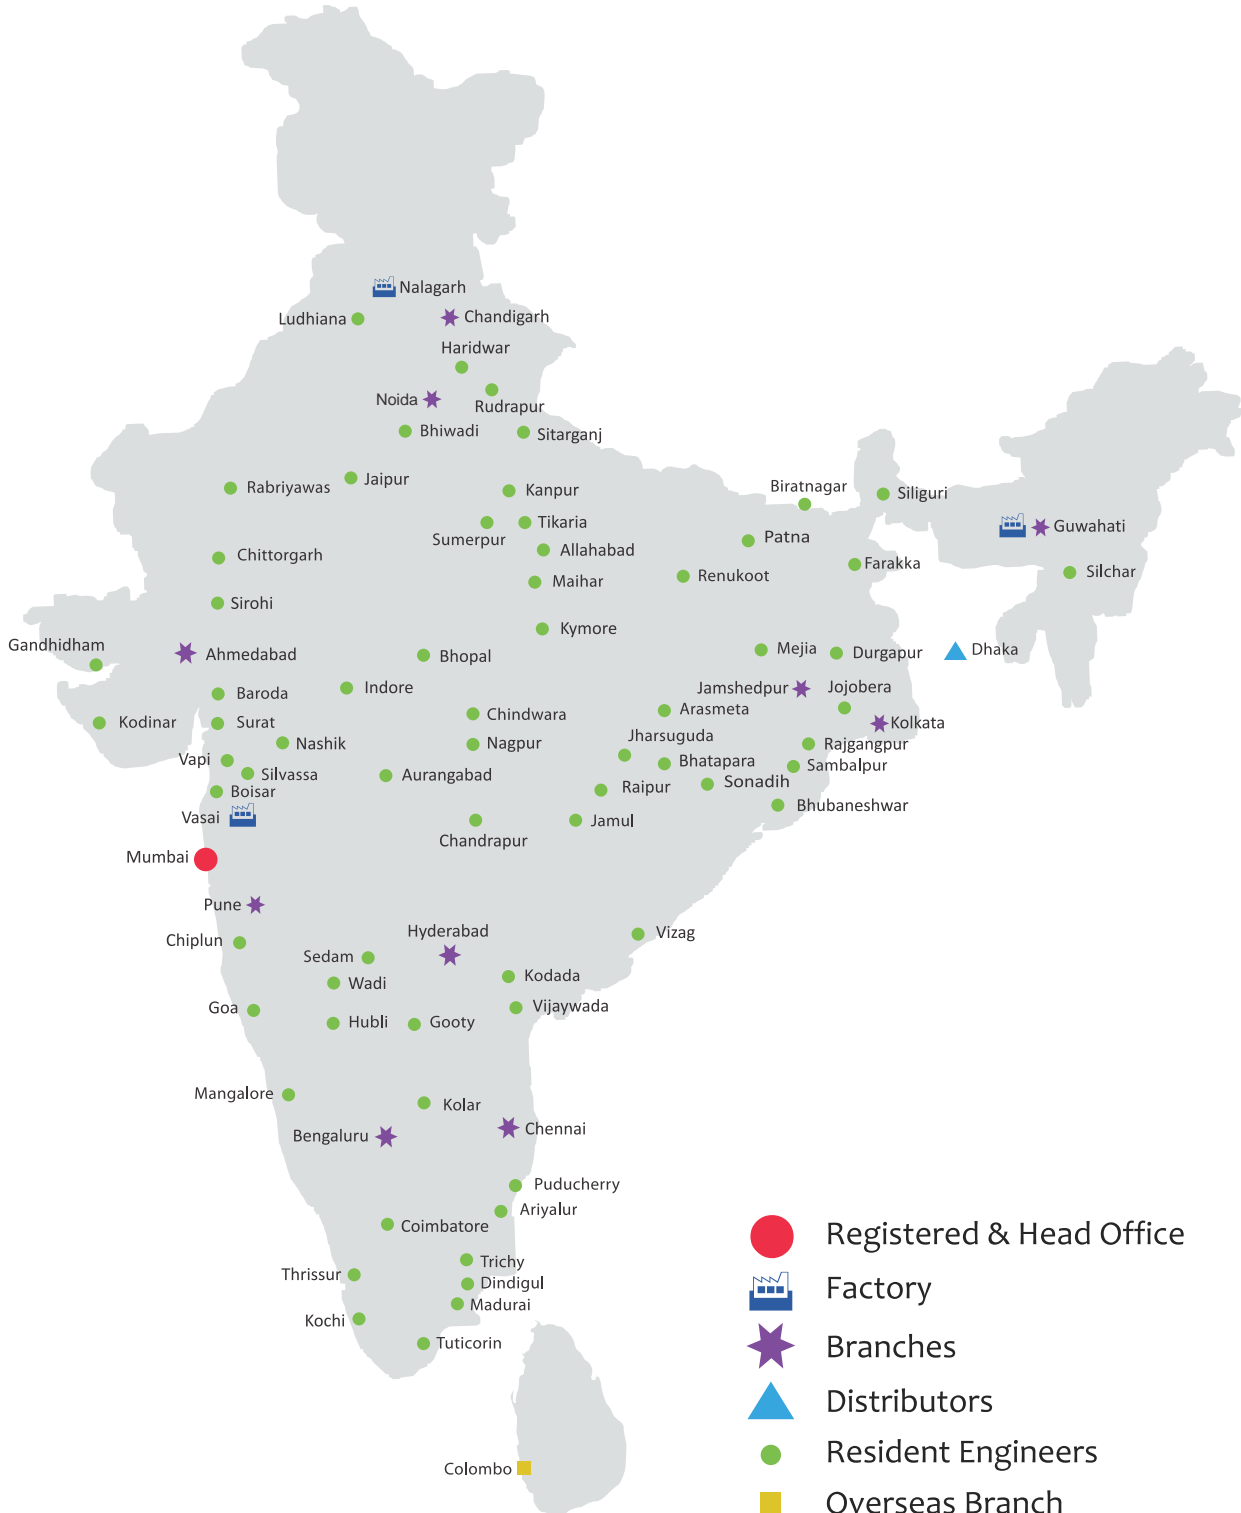 Nalagarh
Ludhiana
Chandigarh
Haridwar
Noida
Rudrapur
Bhiwadi
Sitarganj
Rabriyawas
Jaipur
Kanpur
Biratnagar
Siliguri
Sumerpur
Tikaria
Guwahati
Patna
Chittorgarh
Allahabad
Farakka
Maihar
Renukoot
Silchar
Sirohi
Kymore
Gandhidham
Ahmedabad
Bhopal
Mejia
Durgapur
Dhaka
Baroda
Indore
Jamshedpur
Jojobera
Arasmeta
Kodinar
Surat
Chindwara
Kolkata
Nashik
Nagpur
Jharsuguda
Rajgangpur
Vapi
Silvassa
Aurangabad
Bhatapara
Sambalpur
Boisar
Raipur
Sonadih
Bhubaneshwar
Vasai
Chandrapur
Jamul
Mumbai
Pune
Chiplun
Hyderabad
Vizag
Sedam
Wadi
Kodada
Goa
Hubli
Gooty
Vijaywada
Mangalore
Kolar
Bengaluru
Chennai
Puducherry
Ariyalur
Coimbatore
Trichy
Thrissur
Dindigul
Madurai
Kochi
Tuticorin
Colombo
Registered & Head Office
Factory
Branches
Distributors
Resident Engineers
Overseas Branch